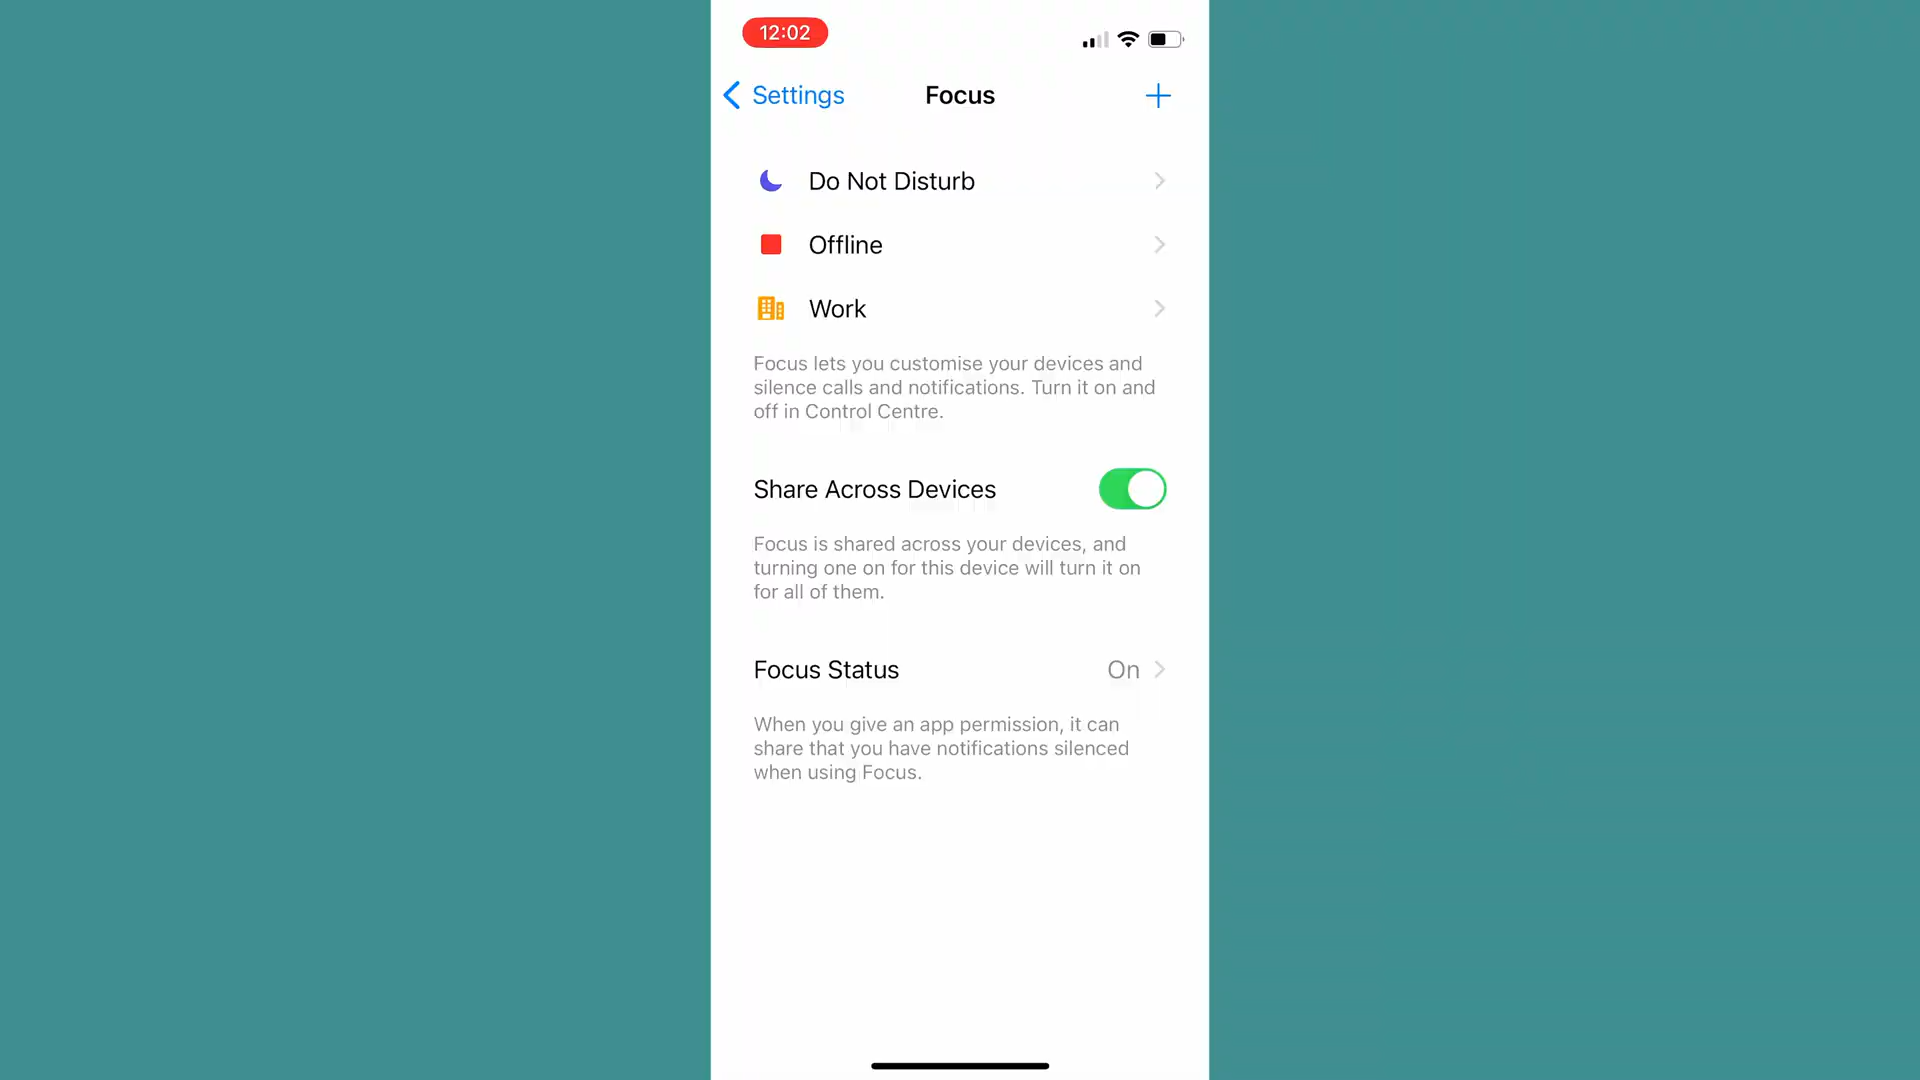 12:02
Settings
Focus
Do Not Disturb
Offline
Work
Focus lets you customise your devices and
silence calls and notifications. Turn it on and
off in Control Centre.
Share Across Devices
Focus is shared across your devices, and
turning one on for this device will turn it on
for all of them.
Focus Status On
When you give an app permission, it can
share that you have notifications silenced
when using Focus.